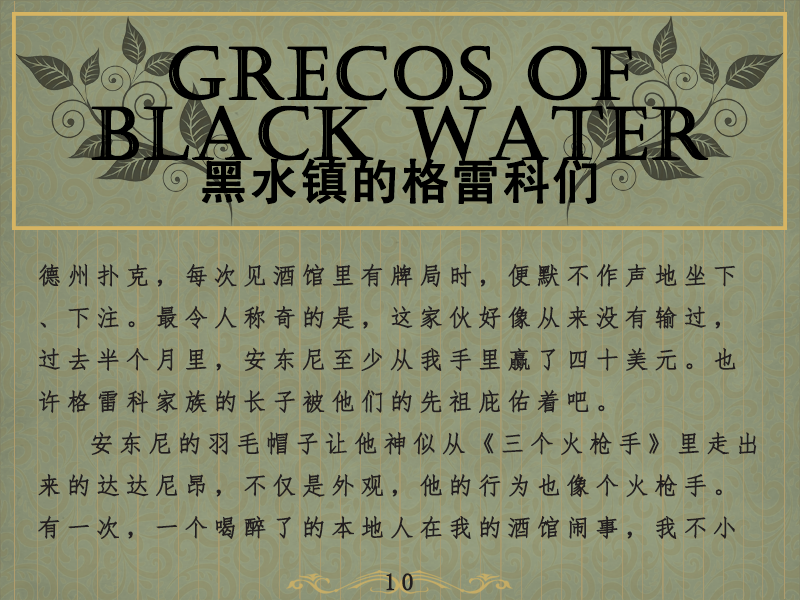 GRECOS OF
BLACK WATER
黑水镇的格雷科们
德州扑克，每次见酒馆里有牌局时，便默不作声地坐下
、下注。最令人称奇的是，这家伙好像从来没有输过，
过去半个月里，安东尼至少从我手里赢了四十美元。也
许格雷科家族的长子被他们的先祖庇佑着吧。
安东尼的羽毛帽子让他神似从《三个火枪手》里走出
来的达达尼昂，不仅是外观，他的行为也像个火枪手。
有一次，一个喝醉了的本地人在我的酒馆闹事，我不小
10